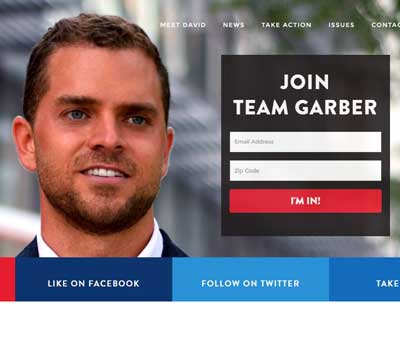 MEET DAVID NEWS TAKE ACTION ISSUES CONTAC
JOIN
TEAM GARBER
Email Address
Zip Code
I'M IN!
LIKE ON FACEBOOK FOLLOW ON TWITTER TAKE